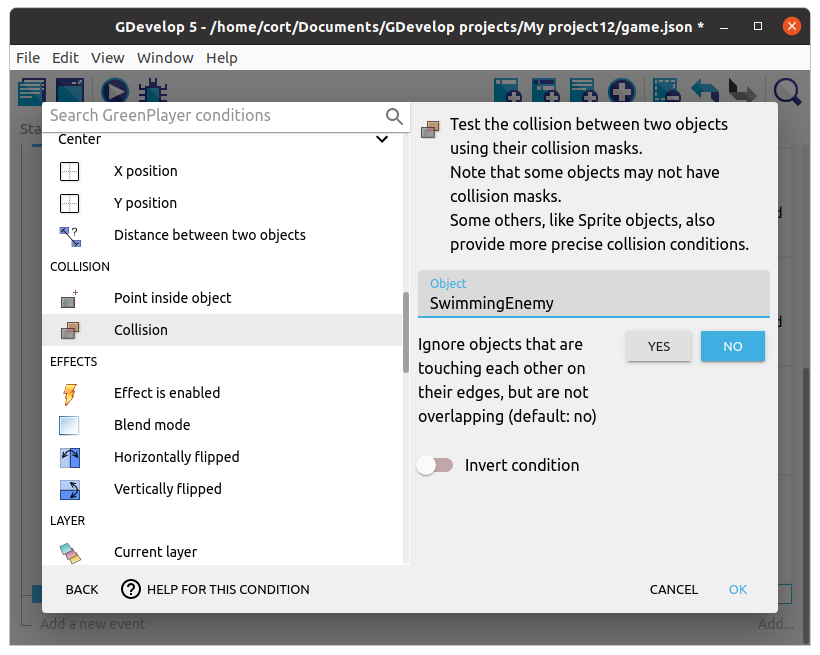 GDevelop 5 - /home/cort/Documents/GDevelop projects/My project12/game.json *
File Edit View Window Help
Sta
Search GreenPlayer conditions
Center
X position
Y position
Distance between two objects
COLLISION
Point inside object
Collision
EFFECTS
Effect is enabled
Blend mode
Horizontally flipped
Vertically flipped
LAYER
Current layer
Test the collision between two objects
using their collision masks.
Note that some objects may not have
collision masks.
Some others, like Sprite objects, also
provide more precise collision conditions.
Object
SwimmingEnemy
Ignore objects that are
touching each other on
their edges, but are not
overlapping (default: no)
YES NO
Invert condition
BACK ? HELP FOR THIS CONDITION CANCEL OK
Add a new event Add...